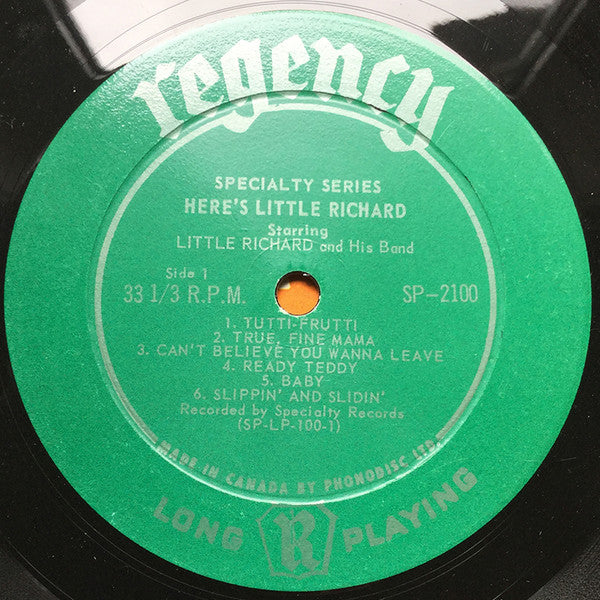 regency
SPECIALTY SERIES
HERE'S LITTLE RICHARD
Starring
LITTLE RICHARD and His Band
Side 1
33 1/3 R.P.M.
SP-2100
1. TUTTI-FRUTTI
2. TRUE, FINE MAMA
3. CAN'T BELIEVE YOU WANNA LEAVE
4. READY TEDDY
5. BABY
6. SLIPPIN' AND SLIDIN'
Recorded by Specialty Records
(SP-LP-100-1)
MADE IN CANADA BY PHONODISC LTD.
LONG R PLAYING